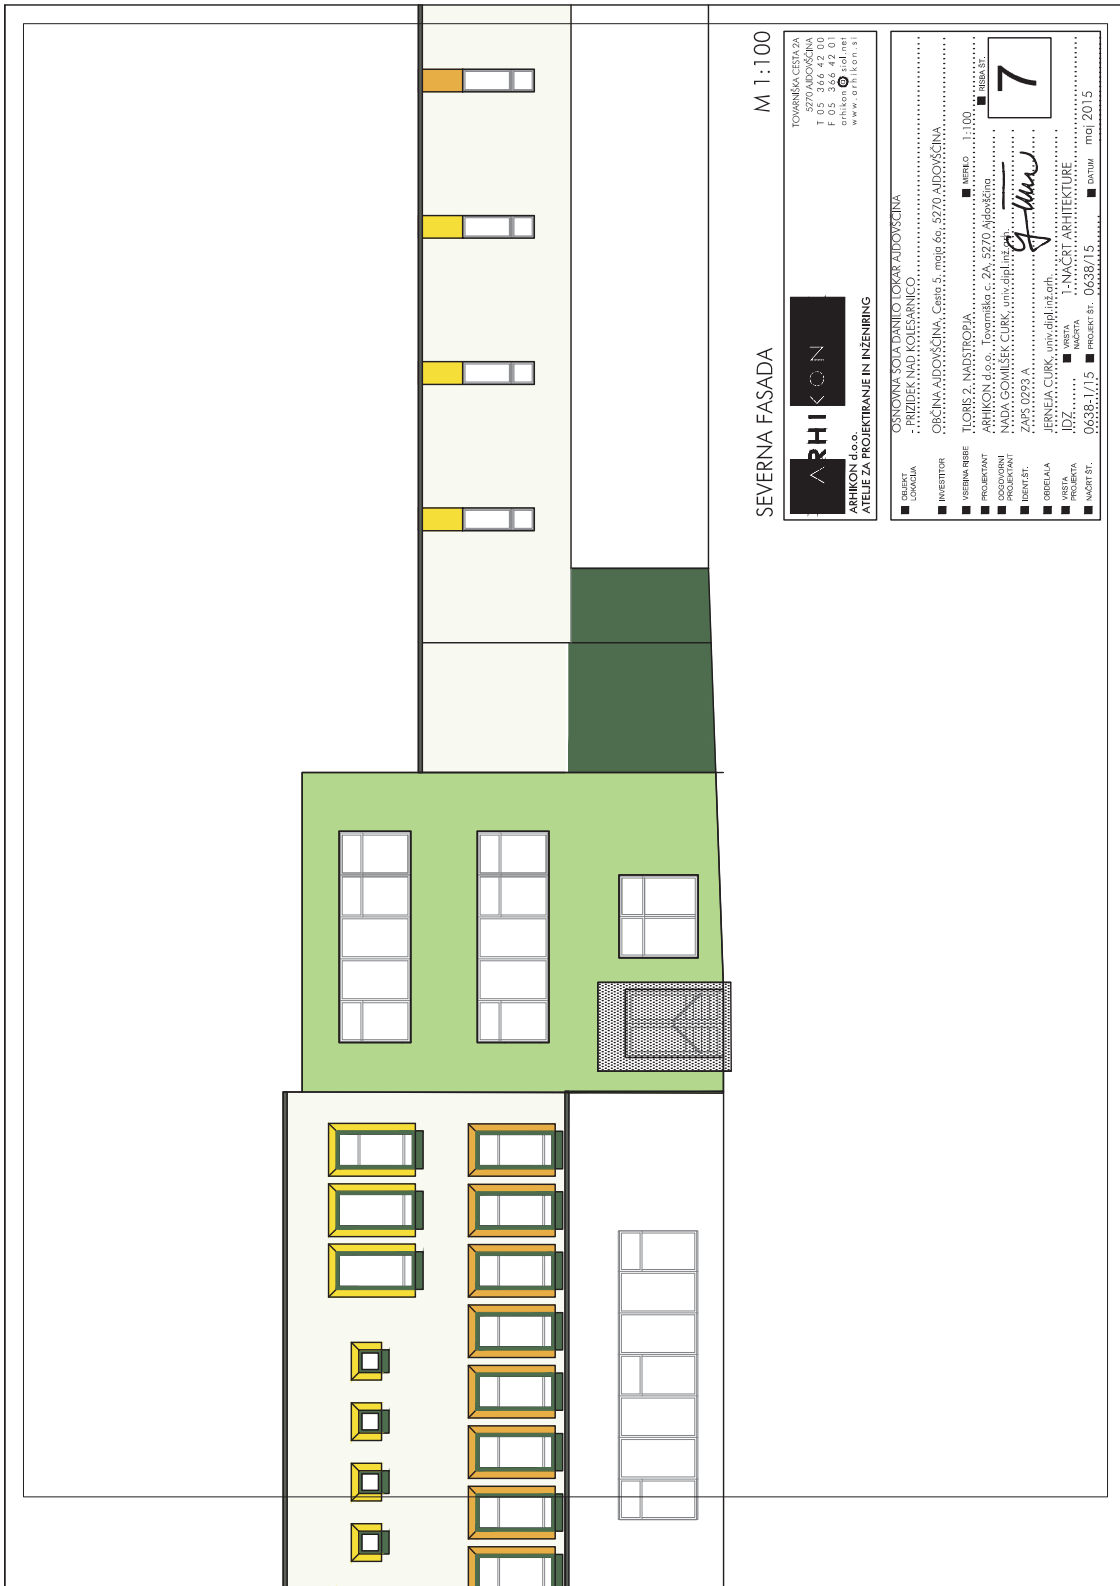 SEVERNA FASADA M 1:100
ARHIKON
ARHIKON d.o.o.
ATELJE ZA PROJEKTIRANJE IN INŽENIRING
TOVARNIŠKA CESTA 2A
5270 AJDOVŠČINA
T 05 366 42 00
F 05 366 42 01
arhikon@siol.net
www.arhikon.si
OBJEKT OSNOVNA ŠOLA DANILO LOKAR AJDOVŠČINA
LOKACIJA - PRIZIDEK NAD KOLESARNICO
INVESTITOR OBČINA AJDOVŠČINA, Cesta 5. maja 6a, 5270 AJDOVŠČINA
VSEBINA RISBE TLORIS 2. NADSTROPJA MERILO 1:100 RISBA ŠT. 7
PROJEKTANT ARHIKON d.o.o. Tovarniška c. 2A, 5270 Ajdovščina
ODGOVORNI PROJEKTANT NADA GOMILŠEK CURK, univ.dipl.inž.arh.
IDENT.ŠT. ZAPS 0293 A
OBDELALA JERNEJA CURK, univ.dipl.inž.arh.
VRSTA PROJEKTA IDZ VRSTA NAČRTA 1-NAČRT ARHITEKTURE
NAČRT ŠT. 0638-1/15 PROJEKT ŠT. 0638/15 DATUM maj 2015